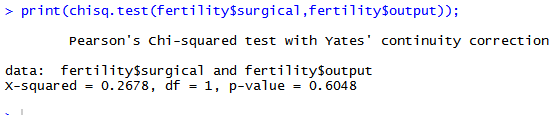 > print(chisq.test(fertility$surgical,fertility$output));
Pearson's Chi-squared test with Yates' continuity correction
data:  fertility$surgical and fertility$output
X-squared = 0.2678, df = 1, p-value = 0.6048
>